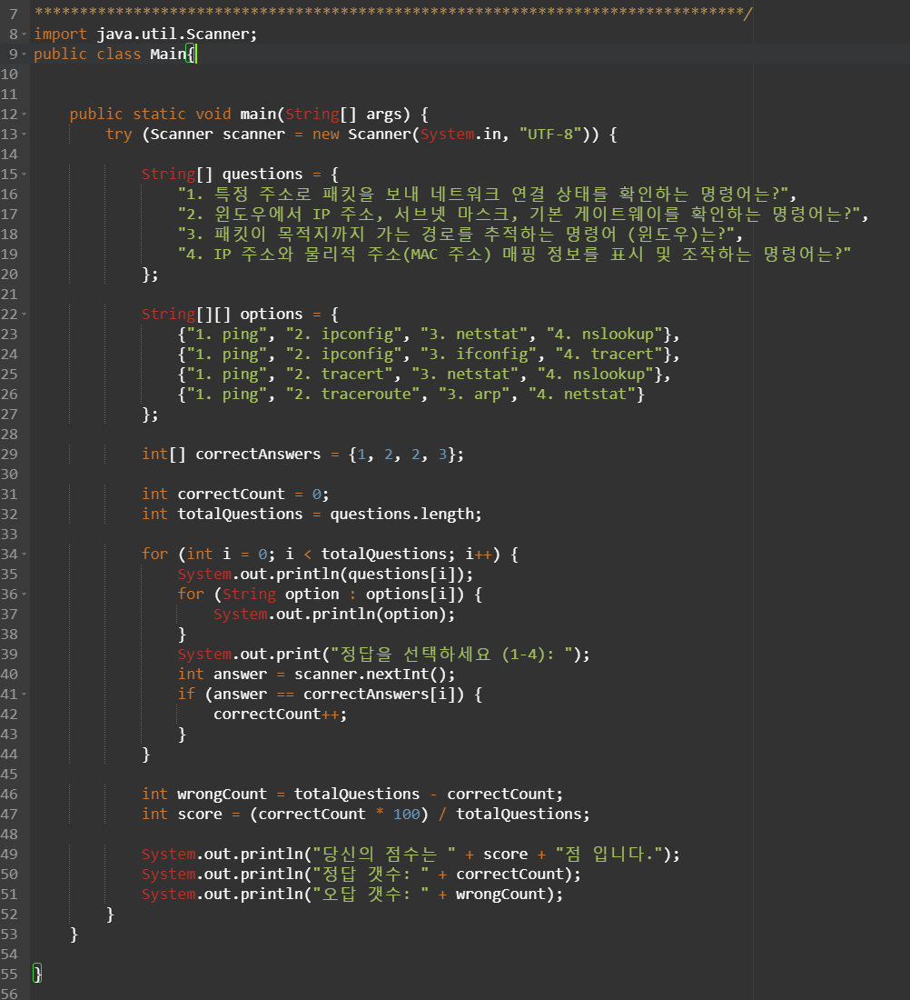 7 *******************************************************************************/
8 import java.util.Scanner;
9 public class Main{
10
11
12     public static void main(String[] args) {
13         try (Scanner scanner = new Scanner(System.in, "UTF-8")) {
14
15             String[] questions = {
16                 "1. 특정 주소로 패킷을 보내 네트워크 연결 상태를 확인하는 명령어는?",
17                 "2. 윈도우에서 IP 주소, 서브넷 마스크, 기본 게이트웨이를 확인하는 명령어는?",
18                 "3. 패킷이 목적지까지 가는 경로를 추적하는 명령어 (윈도우)는?",
19                 "4. IP 주소와 물리적 주소(MAC 주소) 매핑 정보를 표시 및 조작하는 명령어는?"
20             };
21
22             String[][] options = {
23                 {"1. ping", "2. ipconfig", "3. netstat", "4. nslookup"},
24                 {"1. ping", "2. ipconfig", "3. ifconfig", "4. tracert"},
25                 {"1. ping", "2. tracert", "3. netstat", "4. nslookup"},
26                 {"1. ping", "2. traceroute", "3. arp", "4. netstat"}
27             };
28
29             int[] correctAnswers = {1, 2, 2, 3};
30
31             int correctCount = 0;
32             int totalQuestions = questions.length;
33
34             for (int i = 0; i < totalQuestions; i++) {
35                 System.out.println(questions[i]);
36                 for (String option : options[i]) {
37                     System.out.println(option);
38                 }
39                 System.out.print("정답을 선택하세요 (1-4): ");
40                 int answer = scanner.nextInt();
41                 if (answer == correctAnswers[i]) {
42                     correctCount++;
43                 }
44             }
45
46             int wrongCount = totalQuestions - correctCount;
47             int score = (correctCount * 100) / totalQuestions;
48
49             System.out.println("당신의 점수는 " + score + "점 입니다.");
50             System.out.println("정답 갯수: " + correctCount);
51             System.out.println("오답 갯수: " + wrongCount);
52         }
53     }
54
55 }
56